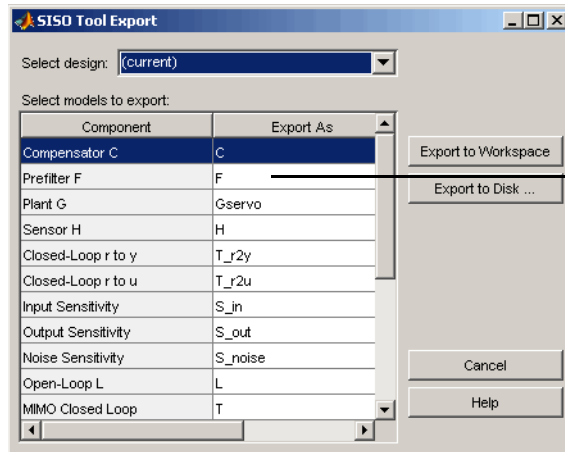 SISO Tool Export
Select design: (current)
Select models to export:
Component Export As
Compensator C C Export to Workspace
Prefilter F F
Export to Disk ...
Plant G Gservo
Sensor H H
Closed-Loop r to y T_r2y
Closed-Loop r to u T_r2u
Input Sensitivity S_in
Output Sensitivity S_out
Noise Sensitivity S_noise
Cancel
Open-Loop L L
MIMO Closed Loop T Help